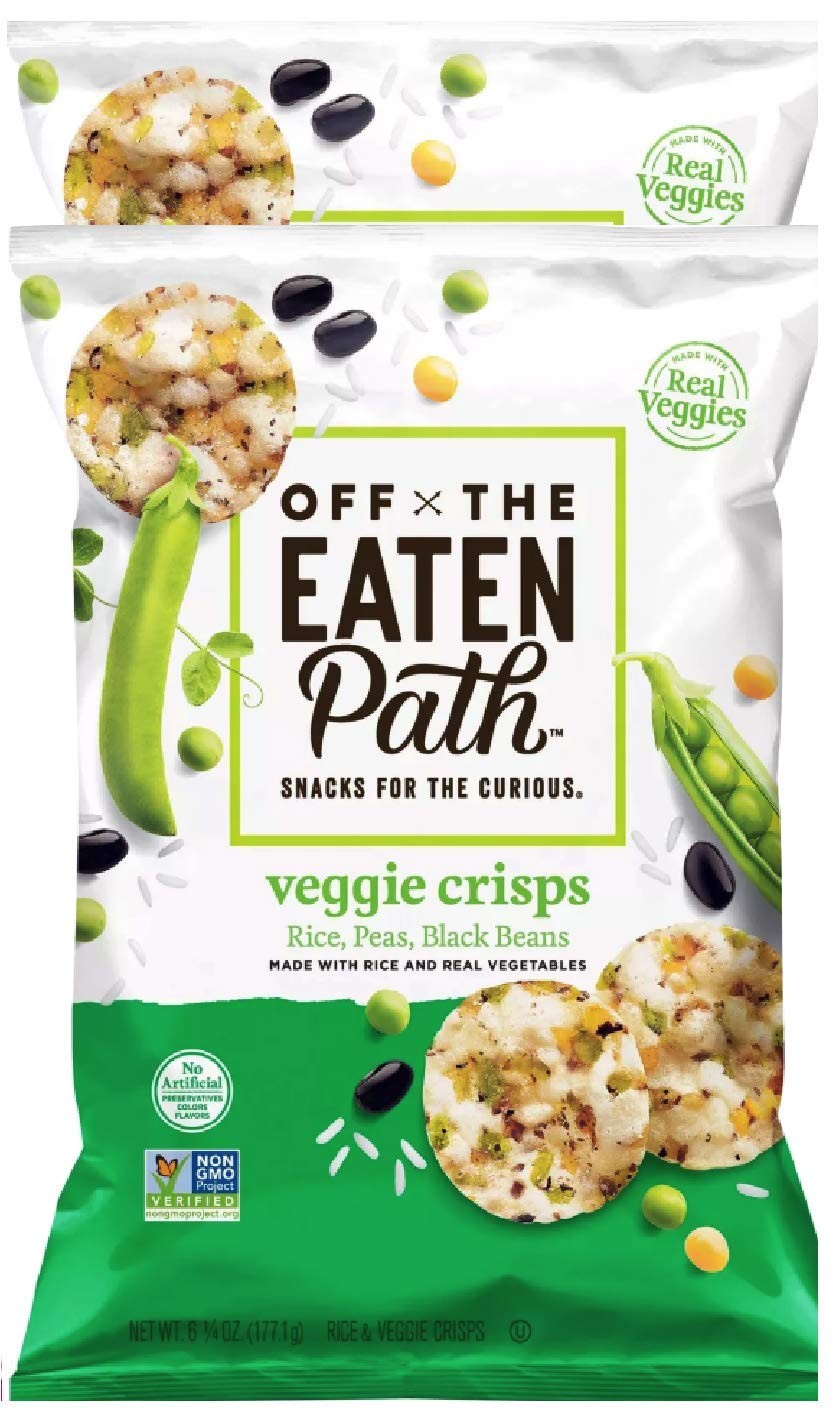 MADE WITH
Real
Veggies
MADE WITH
Real
Veggies
OFF × THE
EATEN
Path™
SNACKS FOR THE CURIOUS®
veggie crisps
Rice, Peas, Black Beans
MADE WITH RICE AND REAL VEGETABLES
No
Artificial
PRESERVATIVES
COLORS
FLAVORS
NON
GMO
Project
VERIFIED
nongmoproject.org
NET WT. 6 ¼ OZ. (177.1g) RICE & VEGGIE CRISPS U